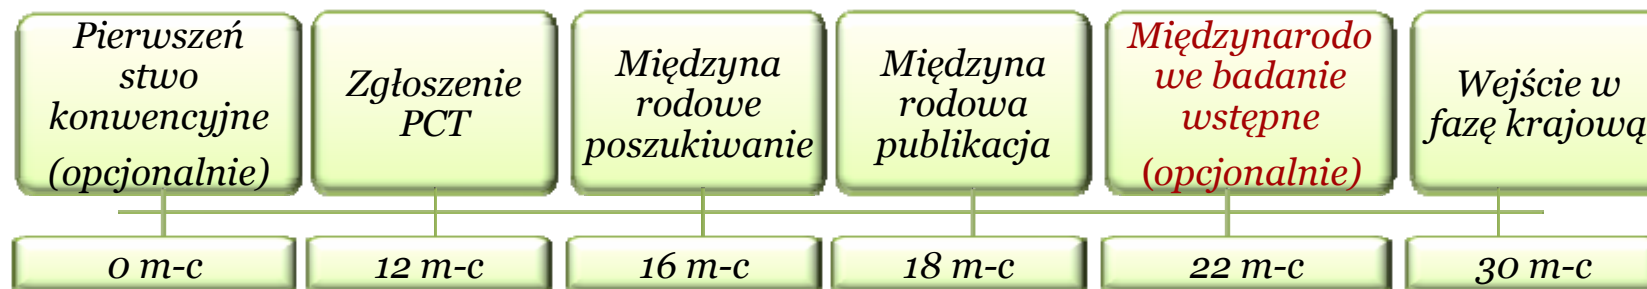 Pierwszeń
stwo
konwencyjne
(opcjonalnie)
Zgłoszenie
PCT
Międzyna
rodowe
poszukiwanie
Międzyna
rodowa
publikacja
Międzynarodo
we badanie
wstępne
(opcjonalnie)
Wejście w
fazę krajową
0 m-c
12 m-c
16 m-c
18 m-c
22 m-c
30 m-c